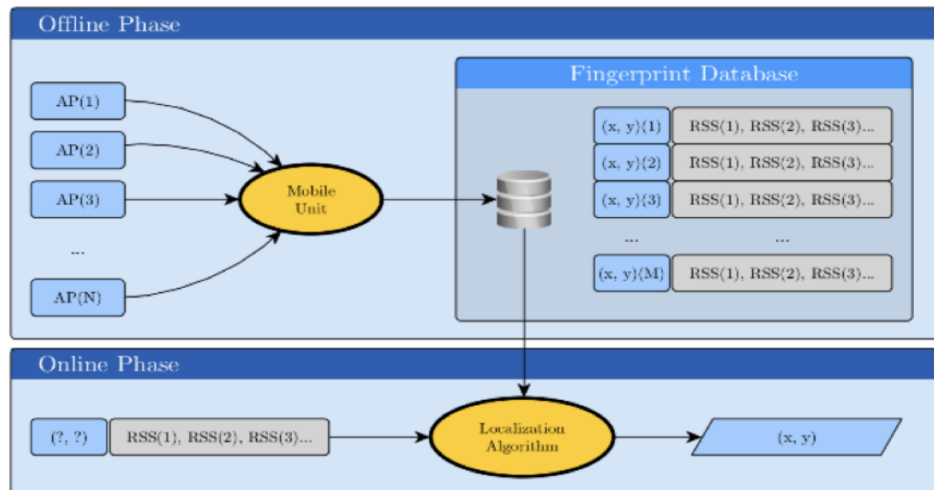 Offline Phase
Fingerprint Database
AP(1)
AP(2)
AP(3)
...
AP(N)
Mobile
Unit
(x, y)(1) RSS(1), RSS(2), RSS(3)...
(x, y)(2) RSS(1), RSS(2), RSS(3)...
(x, y)(3) RSS(1), RSS(2), RSS(3)...
... ...
(x, y)(M) RSS(1), RSS(2), RSS(3)...
Online Phase
(?, ?) RSS(1), RSS(2), RSS(3)...
Localization
Algorithm
(x, y)